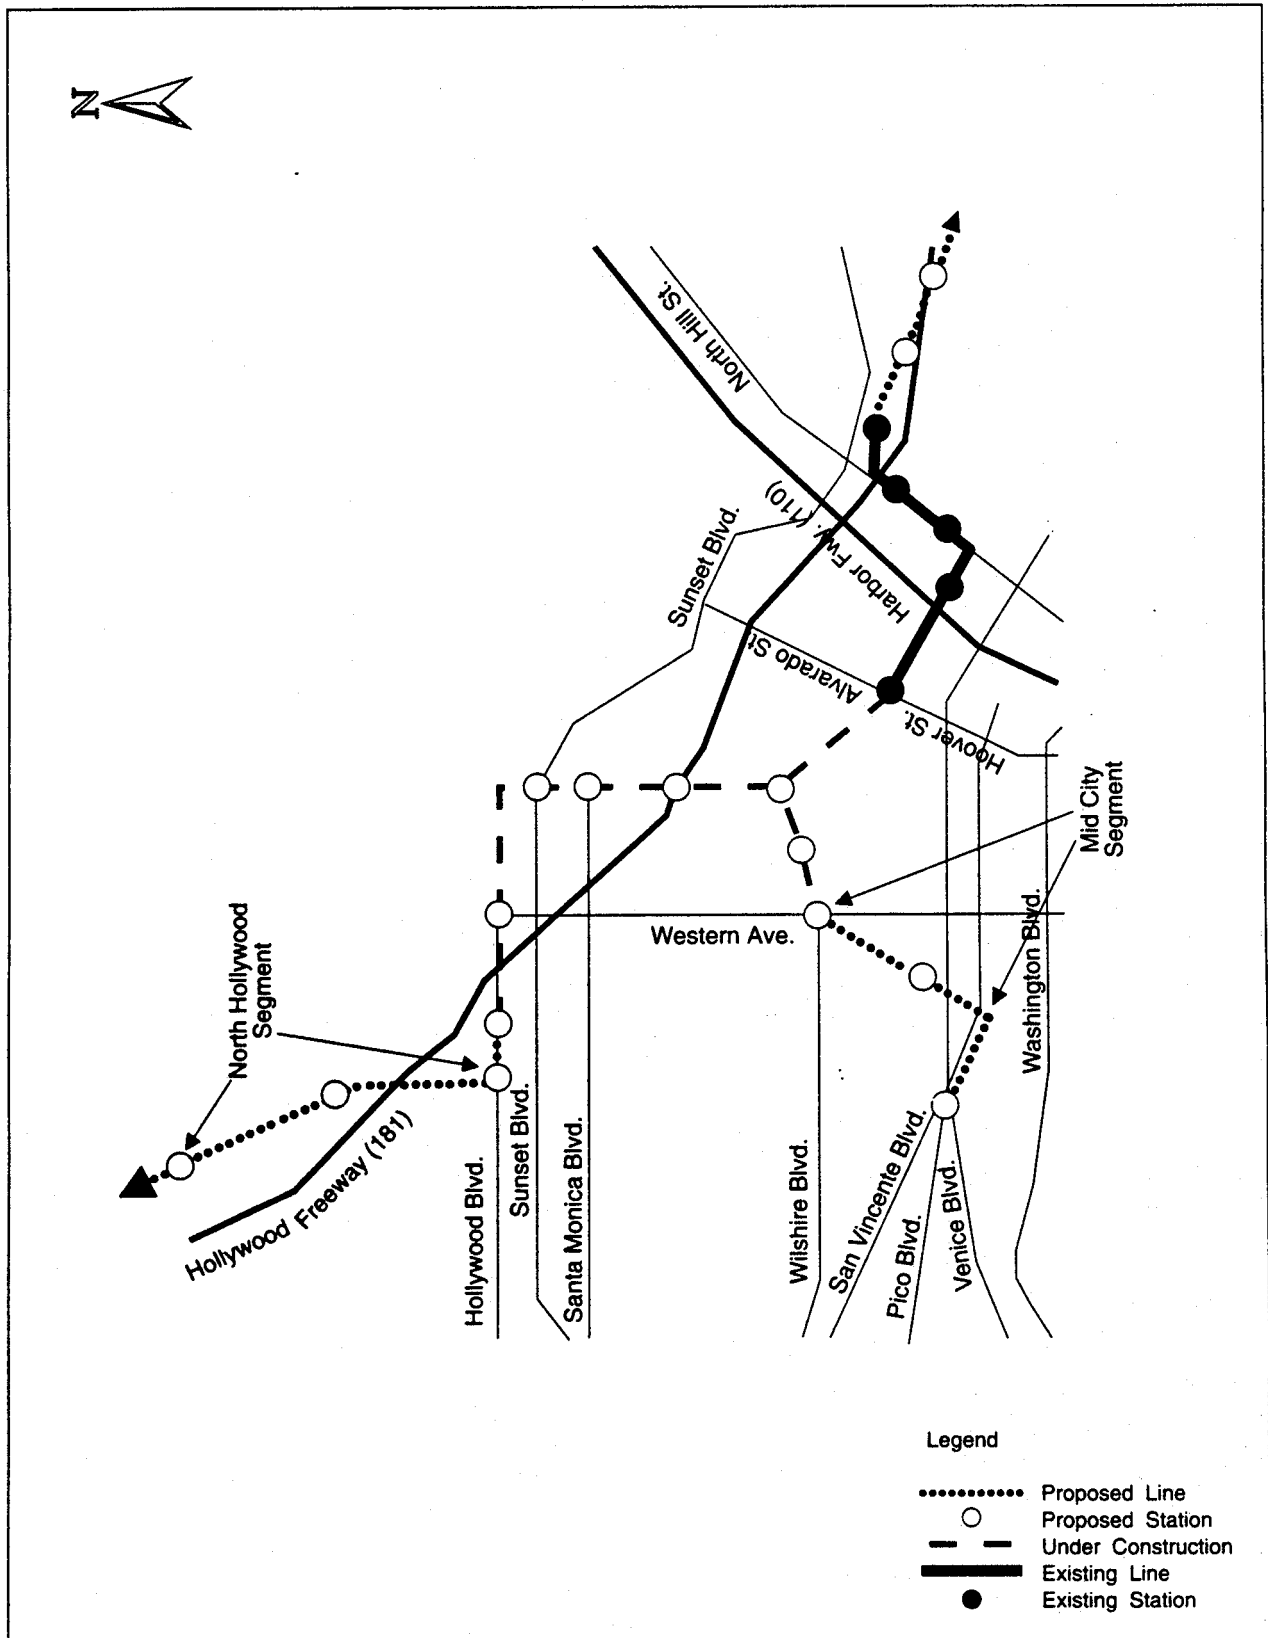 N
North Hill St.
Harbor Fwy. (110)
Sunset Blvd.
Alvarado St.
Hoover St.
Mid City
Segment
North Hollywood
Segment
Western Ave.
Washington Blvd.
Hollywood Freeway (181)
Hollywood Blvd.
Sunset Blvd.
Santa Monica Blvd.
Wilshire Blvd.
San Vincente Blvd.
Pico Blvd.
Venice Blvd.
Legend
Proposed Line
Proposed Station
Under Construction
Existing Line
Existing Station